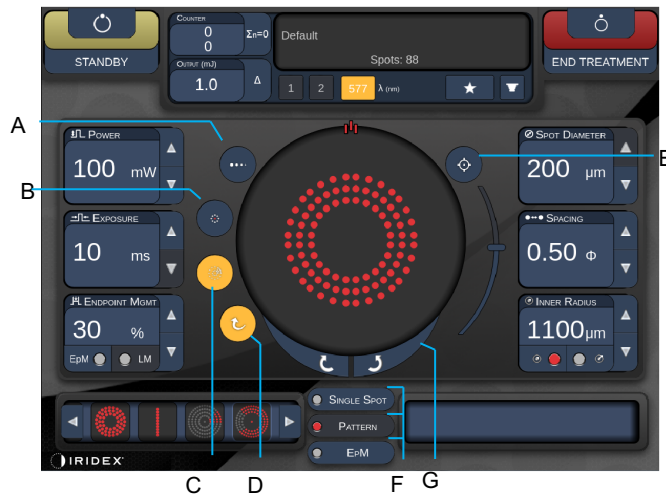 STANDBY
COUNTER
0
0
Σn=0
OUTPUT (mJ)
1.0
Δ
Default
Spots: 88
1
2
577
λ (nm)
END TREATMENT
A
B
POWER
100 mW
EXPOSURE
10 ms
ENDPOINT MGMT
30 %
EpM
LM
E
SPOT DIAMETER
200 µm
SPACING
0.50 Φ
INNER RADIUS
1100µm
SINGLE SPOT
PATTERN
EPM
IRIDEX
C
D
F
G